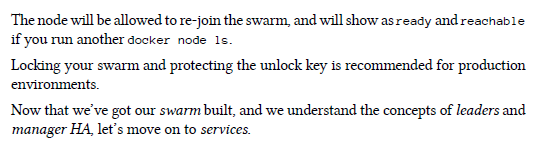 The node will be allowed to re-join the swarm, and will show as ready and reachable
if you run another docker node ls.
Locking your swarm and protecting the unlock key is recommended for production
environments.
Now that we've got our swarm built, and we understand the concepts of leaders and
manager HA, let's move on to services.